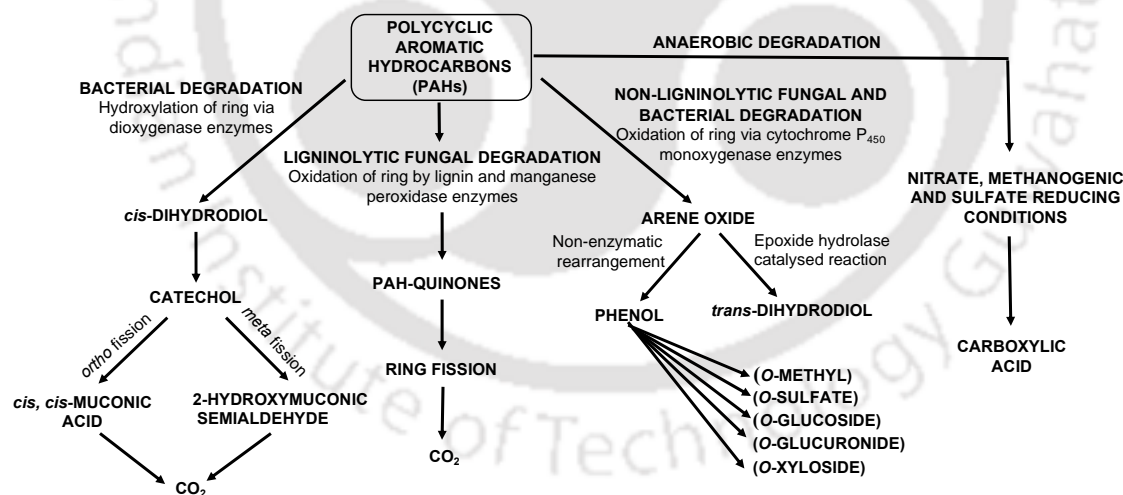 POLYCYCLIC
AROMATIC
HYDROCARBONS
(PAHs)
ANAEROBIC DEGRADATION
BACTERIAL DEGRADATION
Hydroxylation of ring via
dioxygenase enzymes
LIGNINOLYTIC FUNGAL DEGRADATION
Oxidation of ring by lignin and manganese
peroxidase enzymes
NON-LIGNINOLYTIC FUNGAL AND
BACTERIAL DEGRADATION
Oxidation of ring via cytochrome P450
monoxygenase enzymes
NITRATE, METHANOGENIC
AND SULFATE REDUCING
CONDITIONS
cis-DIHYDRODIOL
ARENE OXIDE
Non-enzymatic
rearrangement
Epoxide hydrolase
catalysed reaction
CATECHOL
PAH-QUINONES
PHENOL
trans-DIHYDRODIOL
ortho fission
meta fission
RING FISSION
CARBOXYLIC
ACID
cis, cis-MUCONIC
ACID
2-HYDROXYMUCONIC
SEMIALDEHYDE
(O-METHYL)
(O-SULFATE)
(O-GLUCOSIDE)
(O-GLUCURONIDE)
(O-XYLOSIDE)
CO2
CO2
Institute of Technology Guwahat